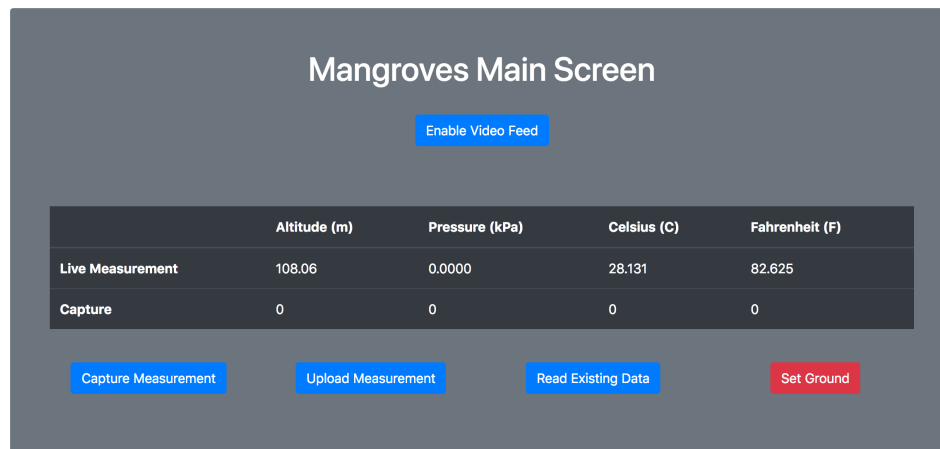 Mangroves Main Screen
Enable Video Feed
Altitude (m) Pressure (kPa) Celsius (C) Fahrenheit (F)
Live Measurement 108.06 0.0000 28.131 82.625
Capture 0 0 0 0
Capture Measurement Upload Measurement Read Existing Data Set Ground